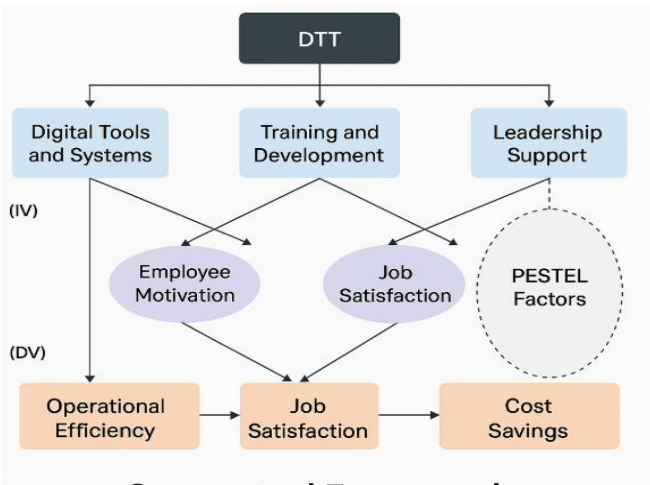 DTT
Digital Tools
and Systems
Training and
Development
Leadership
Support
(IV)
Employee
Motivation
Job
Satisfaction
PESTEL
Factors
(DV)
Operational
Efficiency
Job
Satisfaction
Cost
Savings